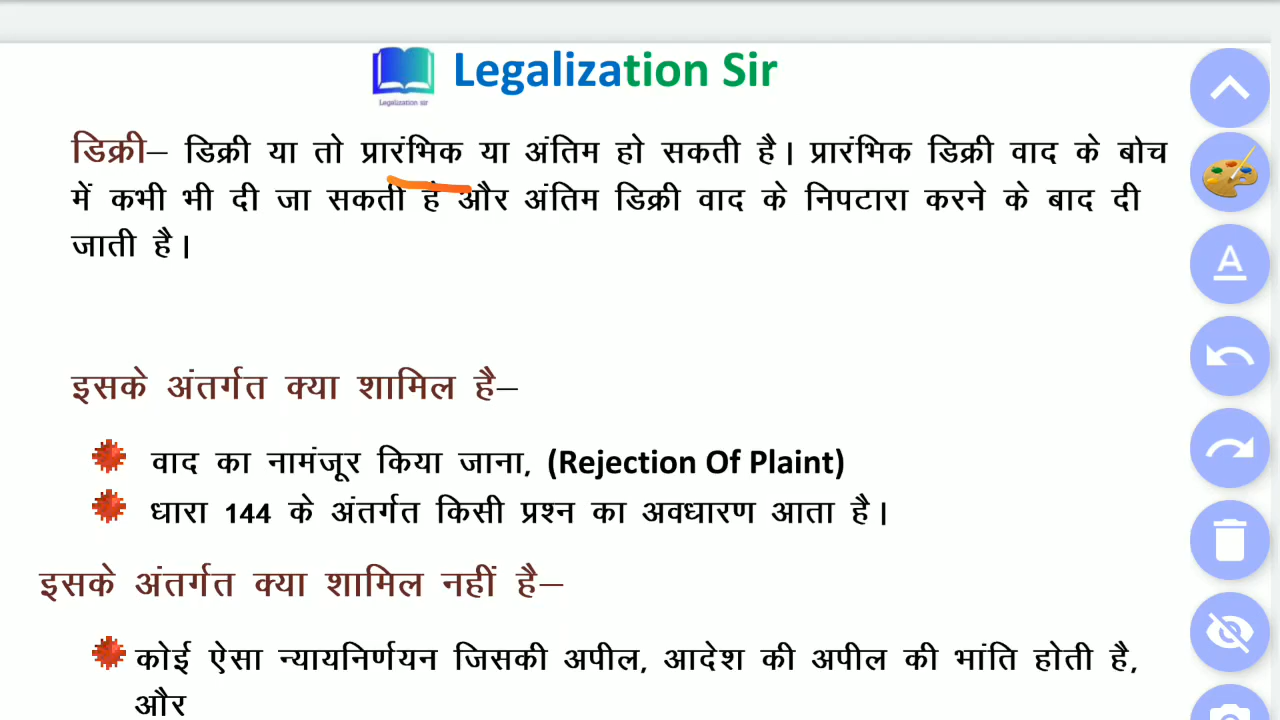 Legalization Sir
Legalization sir
डिक्री– डिक्री या तो प्रारंभिक या अंतिम हो सकती है। प्रारंभिक डिक्री वाद के बोच
में कभी भी दी जा सकती है और अंतिम डिक्री वाद के निपटारा करने के बाद दी
जाती है।
इसके अंतर्गत क्या शामिल है–
वाद का नामंजूर किया जाना, (Rejection Of Plaint)
धारा 144 के अंतर्गत किसी प्रश्न का अवधारण आता है।
इसके अंतर्गत क्या शामिल नहीं है–
कोई ऐसा न्यायनिर्णयन जिसकी अपील, आदेश की अपील की भांति होती है,
और
A